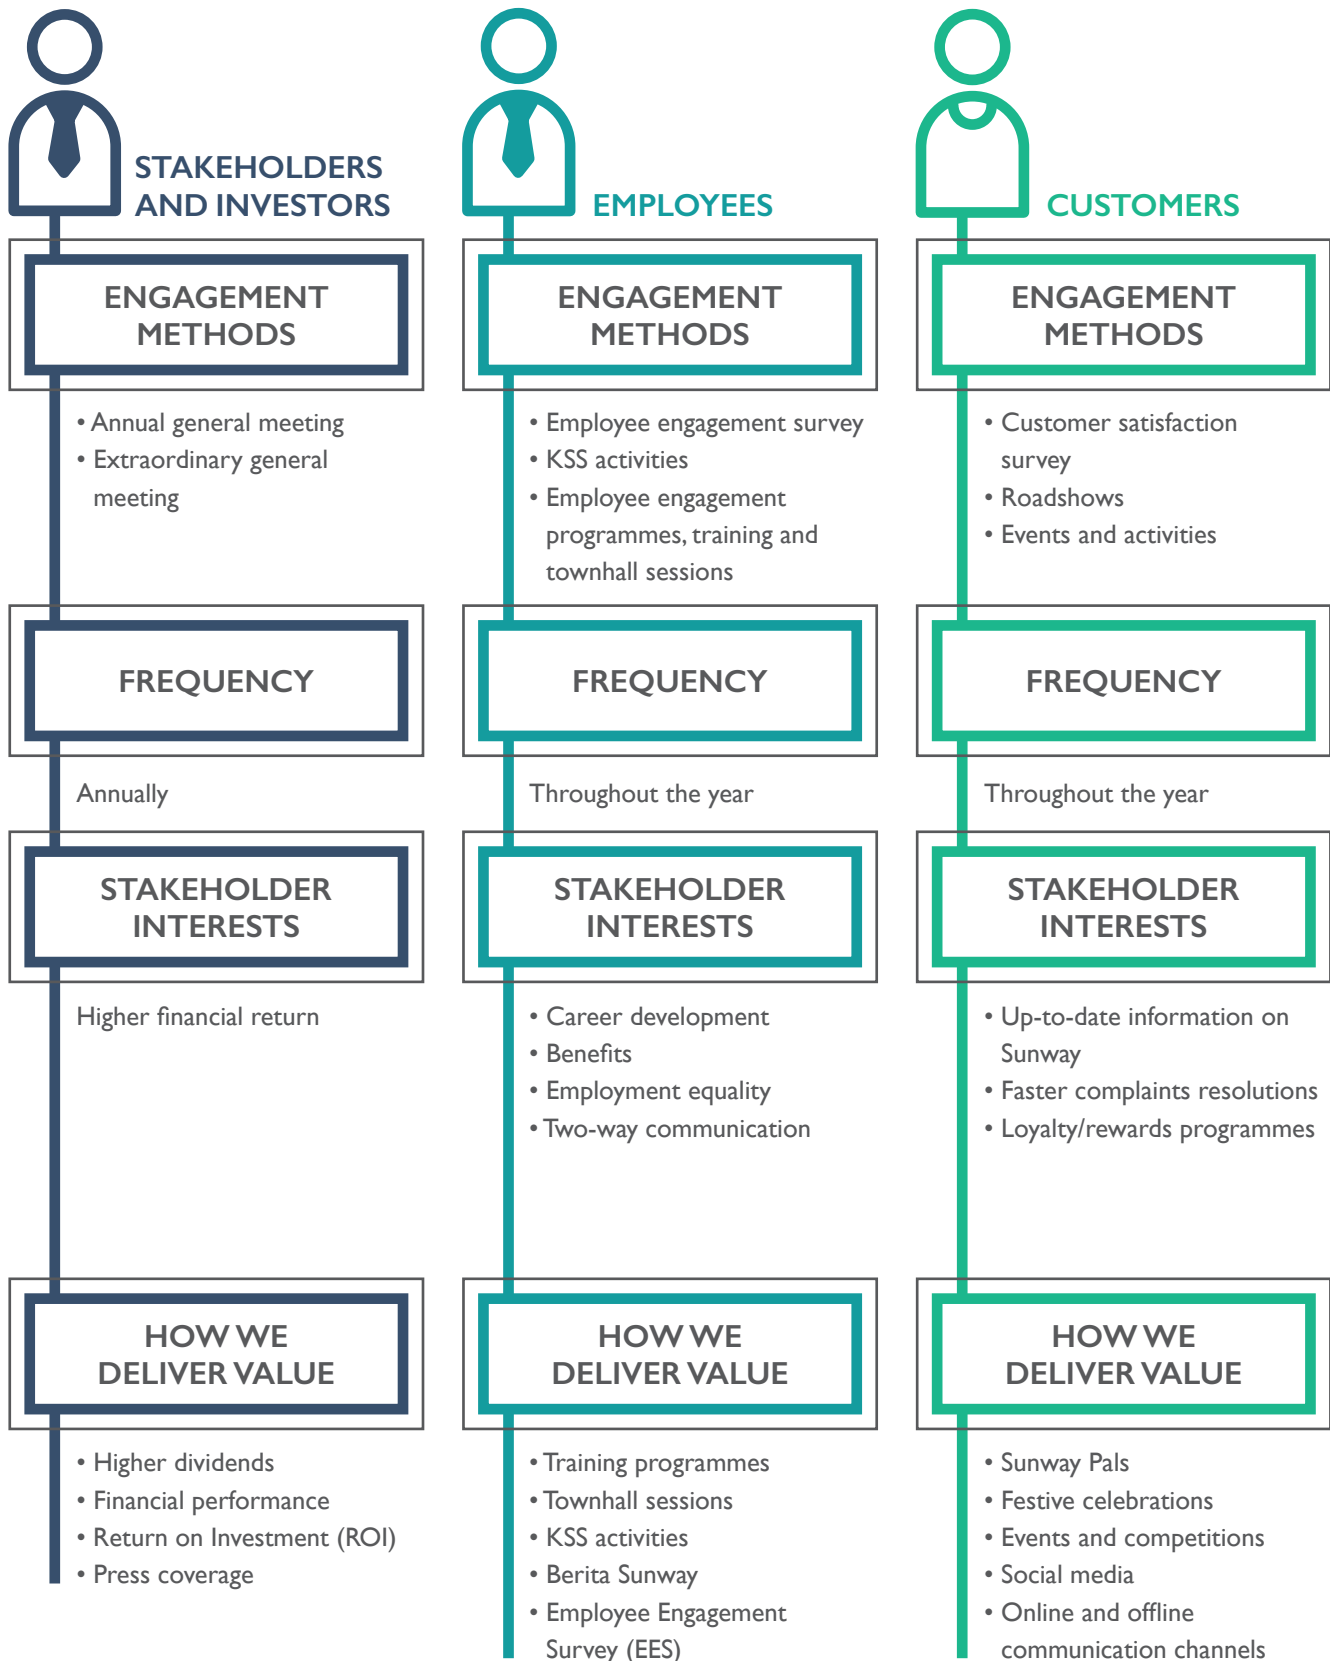 STAKEHOLDERS
AND INVESTORS
ENGAGEMENT
METHODS
• Annual general meeting
• Extraordinary general
meeting
FREQUENCY
Annually
STAKEHOLDER
INTERESTS
Higher financial return
HOW WE
DELIVER VALUE
• Higher dividends
• Financial performance
• Return on Investment (ROI)
• Press coverage
EMPLOYEES
ENGAGEMENT
METHODS
• Employee engagement survey
• KSS activities
• Employee engagement
programmes, training and
townhall sessions
FREQUENCY
Throughout the year
STAKEHOLDER
INTERESTS
• Career development
• Benefits
• Employment equality
• Two-way communication
HOW WE
DELIVER VALUE
• Training programmes
• Townhall sessions
• KSS activities
• Berita Sunway
• Employee Engagement
Survey (EES)
CUSTOMERS
ENGAGEMENT
METHODS
• Customer satisfaction
survey
• Roadshows
• Events and activities
FREQUENCY
Throughout the year
STAKEHOLDER
INTERESTS
• Up-to-date information on
Sunway
• Faster complaints resolutions
• Loyalty/rewards programmes
HOW WE
DELIVER VALUE
• Sunway Pals
• Festive celebrations
• Events and competitions
• Social media
• Online and offline
communication channels